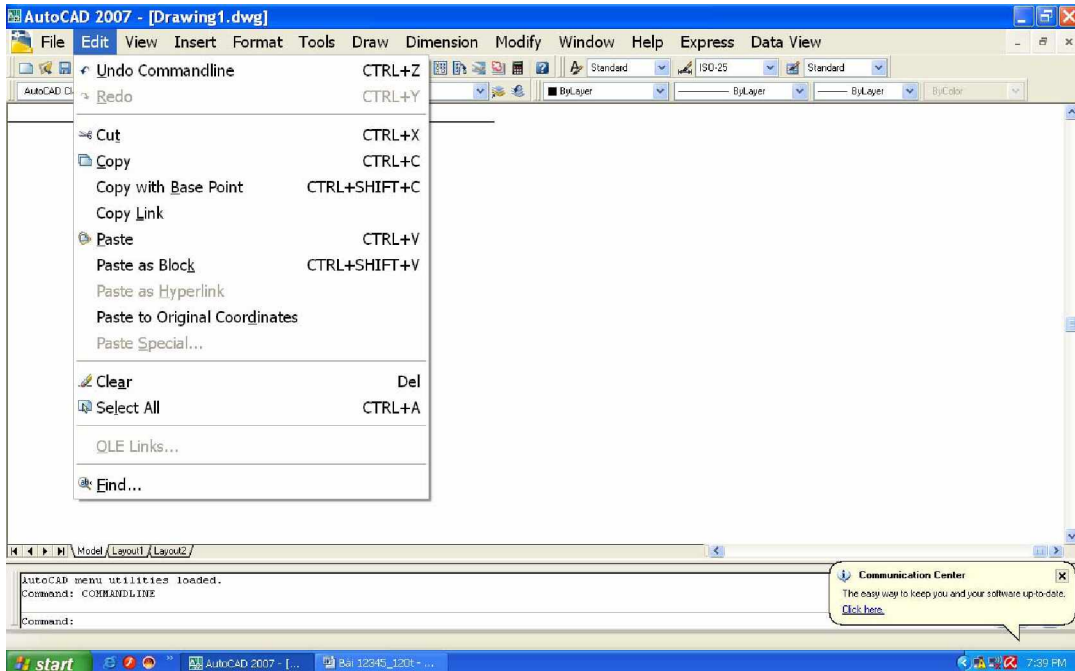 AutoCAD 2007 - [Drawing1.dwg]
File Edit View Insert Format Tools Draw Dimension Modify Window Help Express Data View
Undo Commandline CTRL+Z
Standard ISO-25 Standard
AutoCAD
Redo CTRL+Y
ByLayer ByLayer ByLayer ByColor
Cut CTRL+X
Copy CTRL+C
Copy with Base Point CTRL+SHIFT+C
Copy Link
Paste CTRL+V
Paste as Block CTRL+SHIFT+V
Paste as Hyperlink
Paste to Original Coordinates
Paste Special...
Clear Del
Select All CTRL+A
OLE Links...
Find...
Model Layout1 Layout2
AutoCAD menu utilities loaded.
Command: COMMANDLINE
Command:
Communication Center
The easy way to keep you and your software up-to-date.
Click here.
start AutoCAD 2007 - [... Bai 12345_120t - ... 7:39 PM